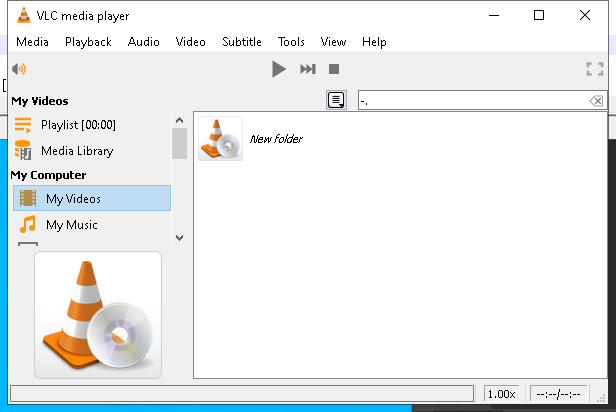 VLC media player
Media Playback Audio Video Subtitle Tools View Help
My Videos
-.
Playlist [00:00]
Media Library
My Computer
My Videos
My Music
New folder
1.00x
--:--/--:--